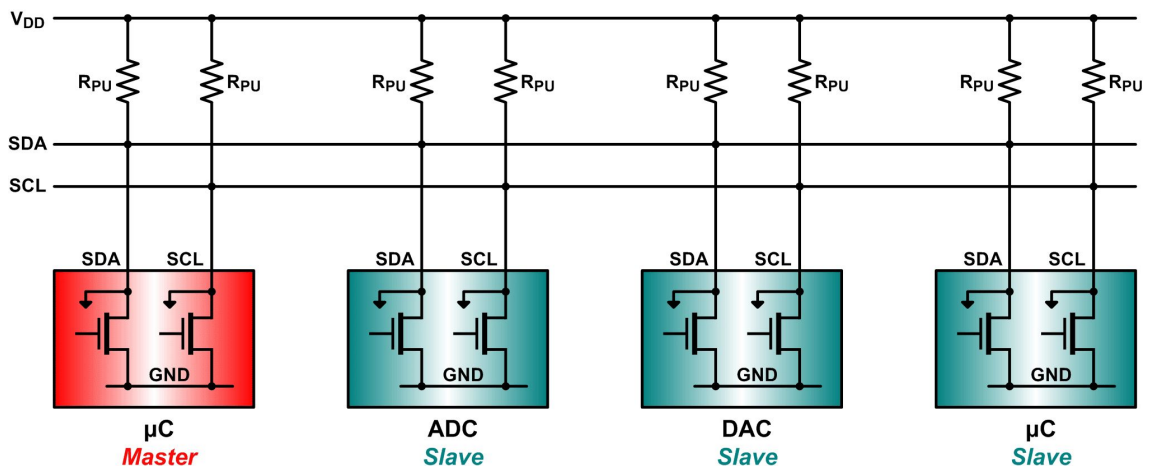 VDD
RPU RPU RPU RPU RPU RPU RPU RPU
SDA
SCL
SDA SCL SDA SCL SDA SCL SDA SCL
GND GND GND GND
µC ADC DAC µC
Master Slave Slave Slave